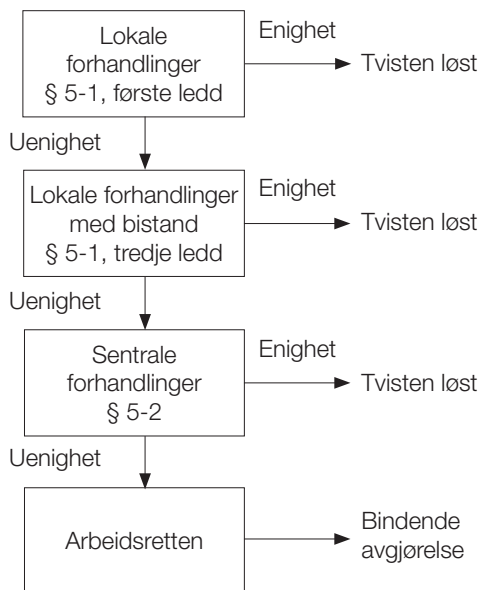 Lokale
forhandlinger
§ 5-1, første ledd
Enighet
Tvisten løst
Uenighet
Lokale forhandlinger
med bistand
§ 5-1, tredje ledd
Enighet
Tvisten løst
Uenighet
Sentrale
forhandlinger
§ 5-2
Enighet
Tvisten løst
Uenighet
Arbeidsretten
Bindende
avgjørelse